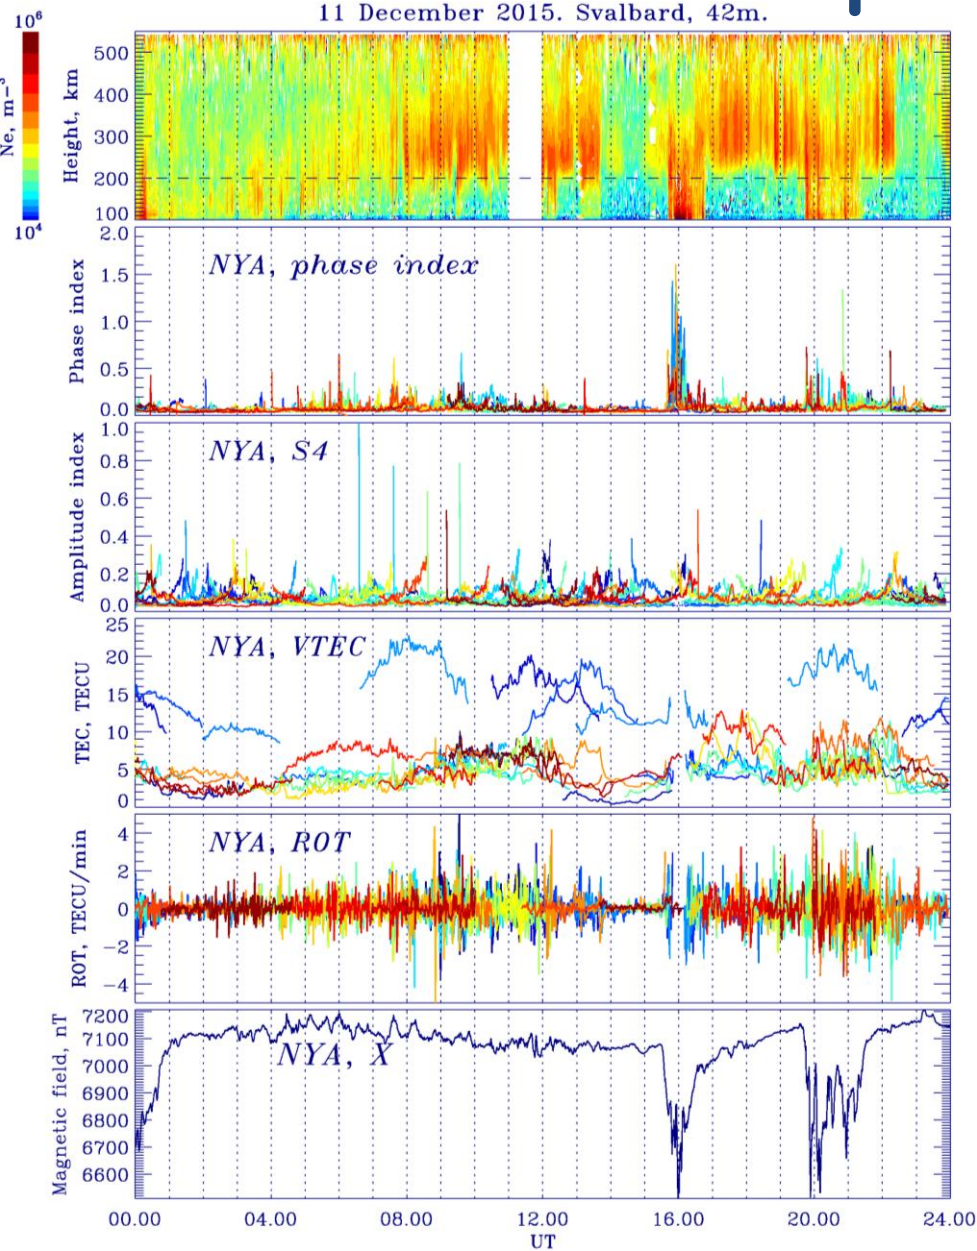 11 December 2015. Svalbard, 42m.
10⁶
Ne, m⁻³
10⁴
Height, km
500
400
300
200
100
Phase index
2.0
1.5
1.0
0.5
0.0
NYA, phase index
Amplitude index
1.0
0.8
0.6
0.4
0.2
0.0
NYA, S4
TEC, TECU
25
20
15
10
5
0
NYA, VTEC
ROT, TECU/min
4
2
0
−2
−4
NYA, ROT
Magnetic field, nT
7200
7100
7000
6900
6800
6700
6600
NYA, X
00.00 04.00 08.00 12.00 16.00 20.00 24.00
UT